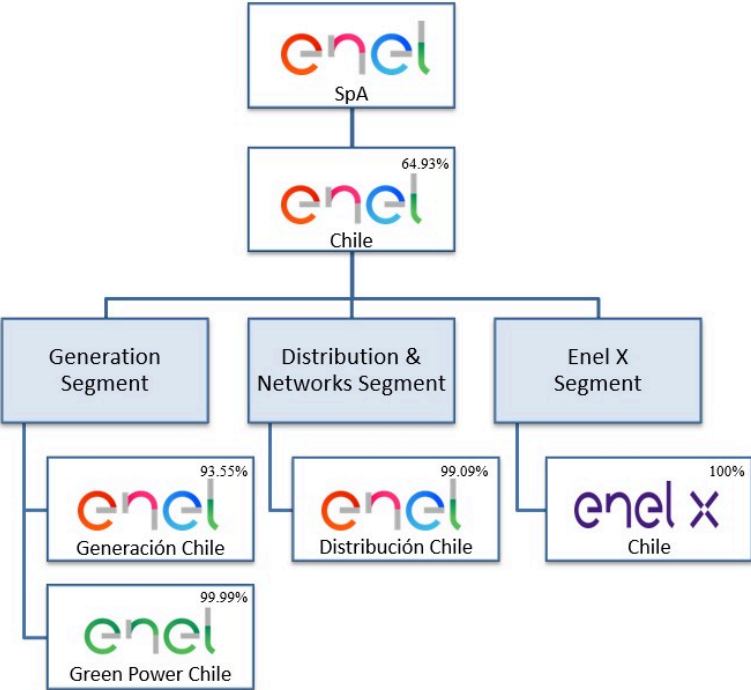 enel
SpA
64.93%
enel
Chile
Generation
Segment
Distribution &
Networks Segment
Enel X
Segment
93.55%
enel
Generación Chile
99.09%
enel
Distribución Chile
100%
enel x
Chile
99.99%
enel
Green Power Chile